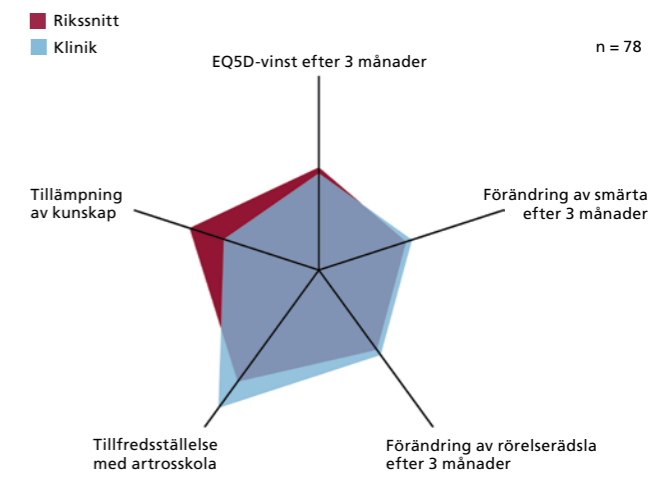 Rikssnitt
Klinik
n = 78
EQ5D-vinst efter 3 månader
Tillämpning
av kunskap
Förändring av smärta
efter 3 månader
Tillfredsställelse
med artrosskola
Förändring av rörelserädsla
efter 3 månader